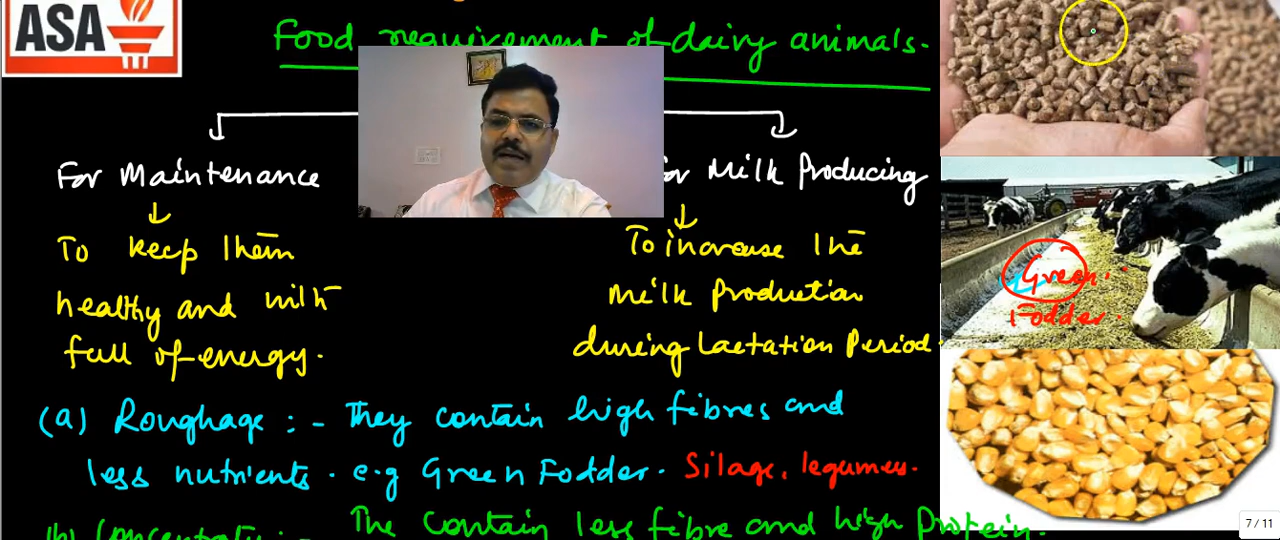 ASA
Food requirement of dairy animals.
For Maintenance
To keep them
healthy and with
full of energy.
For Milk Producing
To increase the
Milk Production
during Lactation Period.
Green
Fodder.
(a) Roughage :- They contain high fibres and
less nutrients. e.g Green Fodder. Silage, legumes.
(b) Concentrate :- The contain less fibre and high Protein.
7 / 11